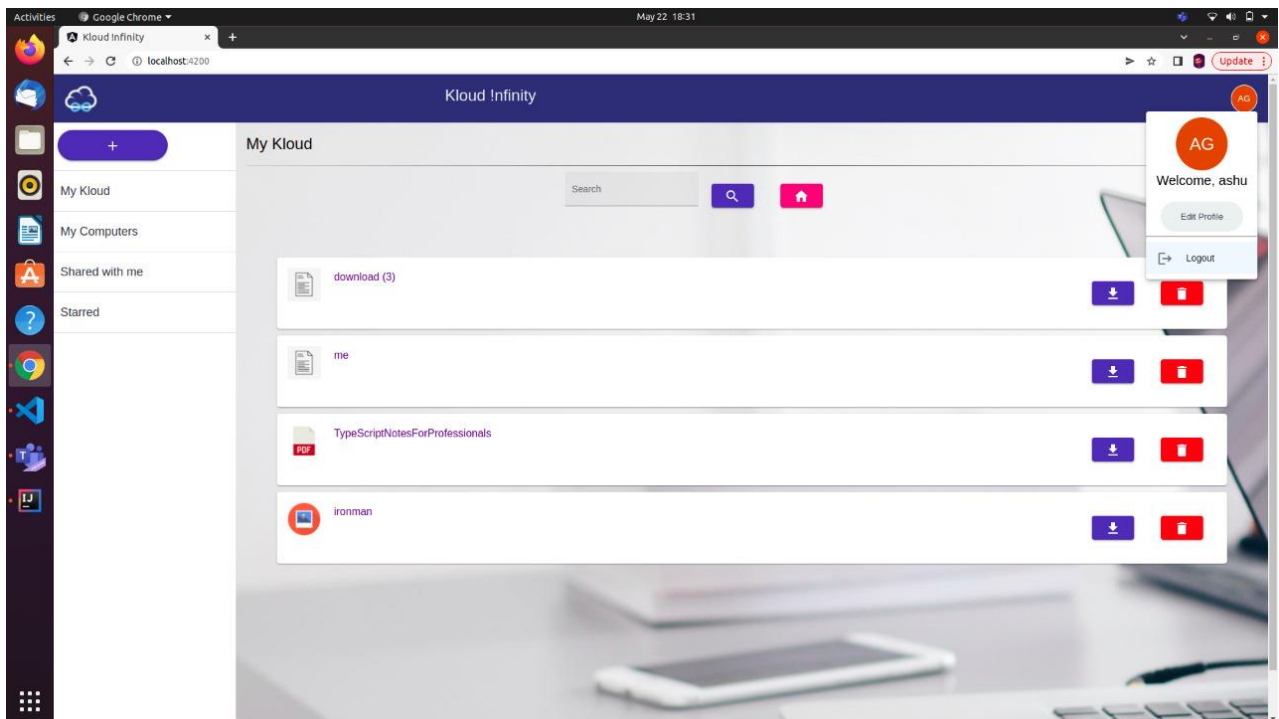 Activities Google Chrome May 22 18:31
Kloud Infinity × +
localhost:4200 Update
Kloud !nfinity AG
+
My Kloud
My Computers
Shared with me
Starred
My Kloud
Search
AG
Welcome, ashu
Edit Profile
Logout
download (3)
me
TypeScriptNotesForProfessionals
PDF
ironman
T
IJ
A
?